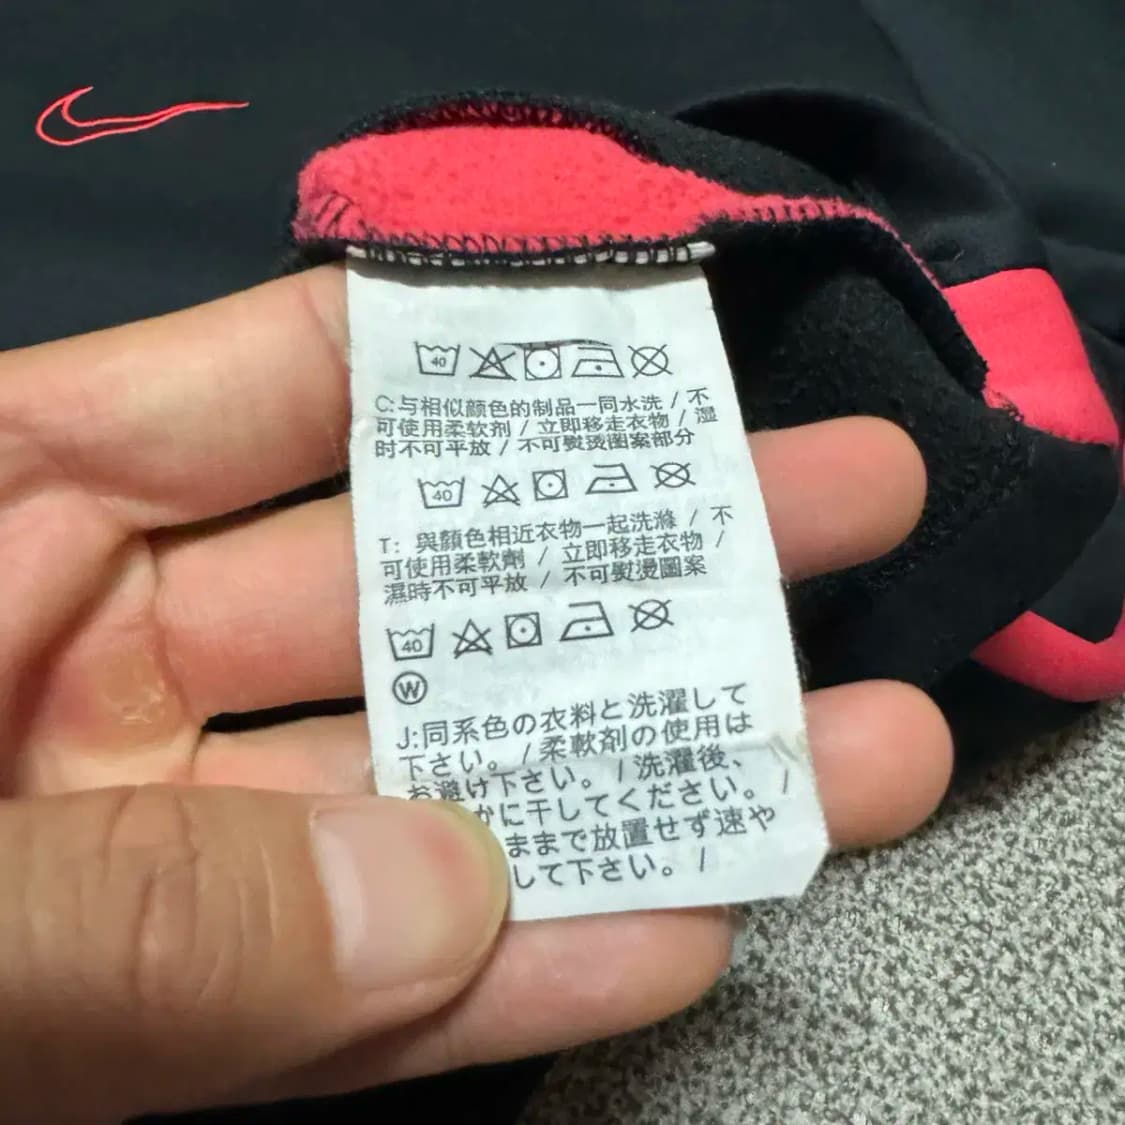 40
C:与相似颜色的制品一同水洗 / 不
可使用柔软剂 / 立即移走衣物 / 湿
时不可平放 / 不可熨烫图案部分
40
T: 與顏色相近衣物一起洗滌 / 不
可使用柔軟劑 / 立即移走衣物 /
濕時不可平放 / 不可熨燙圖案
40
W
J:同系色の衣料と洗濯して
下さい。 / 柔軟剤の使用は
お避け下さい。 / 洗濯後、
かに干してください。 /
ままで放置せず速や
して下さい。 /